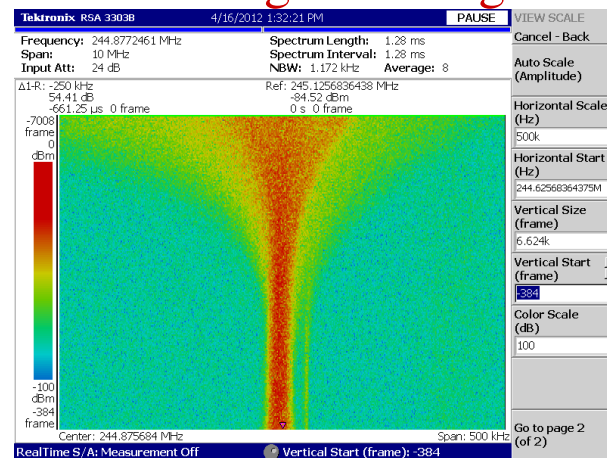 Tektronix RSA 3303B 4/16/2012 1:32:21 PM PAUSE VIEW SCALE
Frequency: 244.8772461 MHz Spectrum Length: 1.28 ms Cancel - Back
Span: 10 MHz Spectrum Interval: 1.28 ms
Input Att: 24 dB NBW: 1.172 kHz Average: 8
Auto Scale
(Amplitude)
Δ1-R: -250 kHz Ref: 245.1256836438 MHz
54.41 dB -84.52 dBm
-661.25 µs 0 frame 0 s 0 frame
Horizontal Scale
(Hz)
500k
-7008
frame
0
dBm
Horizontal Start
(Hz)
244.62568364375M
Vertical Size
(frame)
6.624k
Vertical Start
(frame)
-384
Color Scale
(dB)
100
-100
dBm
-384
frame
Center: 244.875684 MHz Span: 500 kHz
Go to page 2
(of 2)
RealTime S/A: Measurement Off Vertical Start (frame): -384